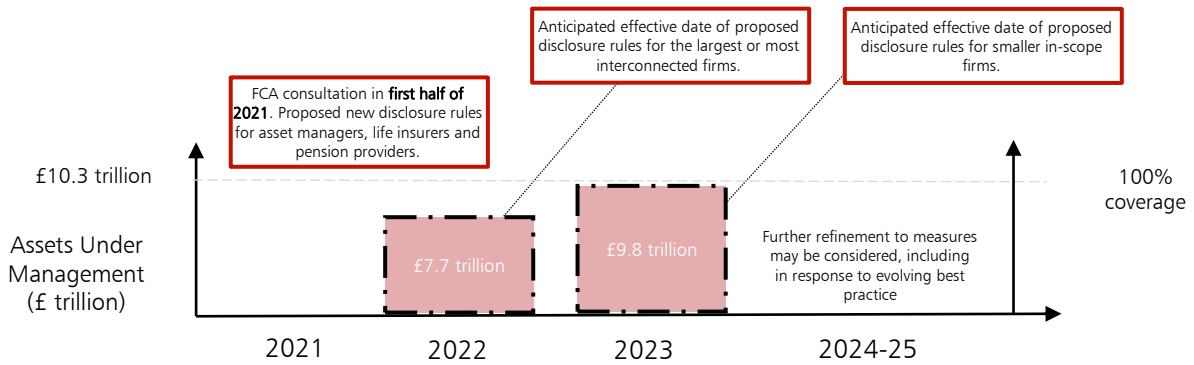 Anticipated effective date of proposed
disclosure rules for the largest or most
interconnected firms.
Anticipated effective date of proposed
disclosure rules for smaller in-scope
firms.
FCA consultation in first half of
2021. Proposed new disclosure rules
for asset managers, life insurers and
pension providers.
£10.3 trillion
100%
coverage
Assets Under
Management
(£ trillion)
£7.7 trillion
£9.8 trillion
Further refinement to measures
may be considered, including
in response to evolving best
practice
2021
2022
2023
2024-25